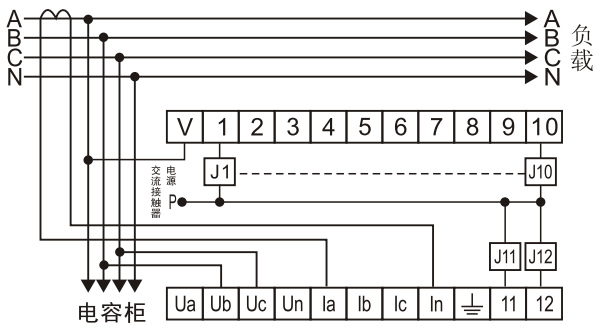 A A
B B 负
C C 载
N N
V 1 2 3 4 5 6 7 8 9 10
交流接触器
电源
J1 J10
P
J11 J12
Ua Ub Uc Un Ia Ib Ic In 11 12
电容柜